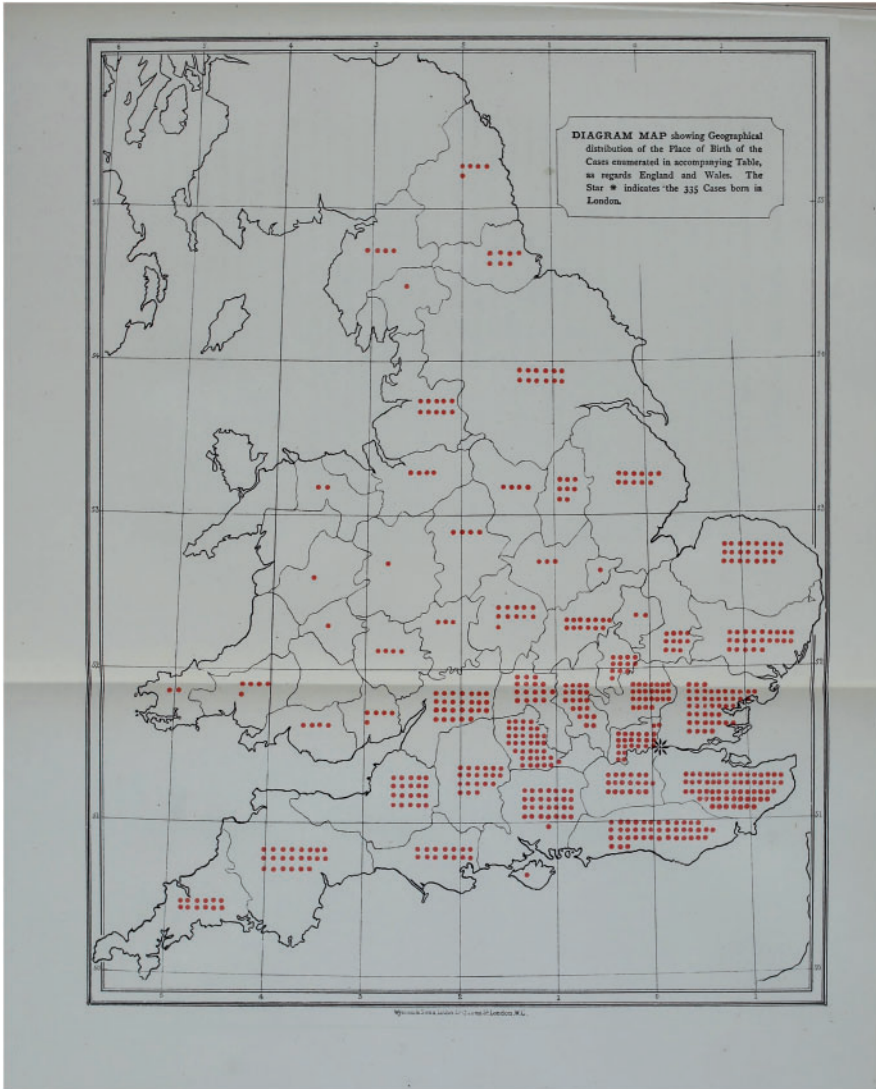 DIAGRAM MAP showing Geographical
distribution of the Place of Birth of the
Cases enumerated in accompanying Table,
as regards England and Wales. The
Star * indicates the 335 Cases born in
London.